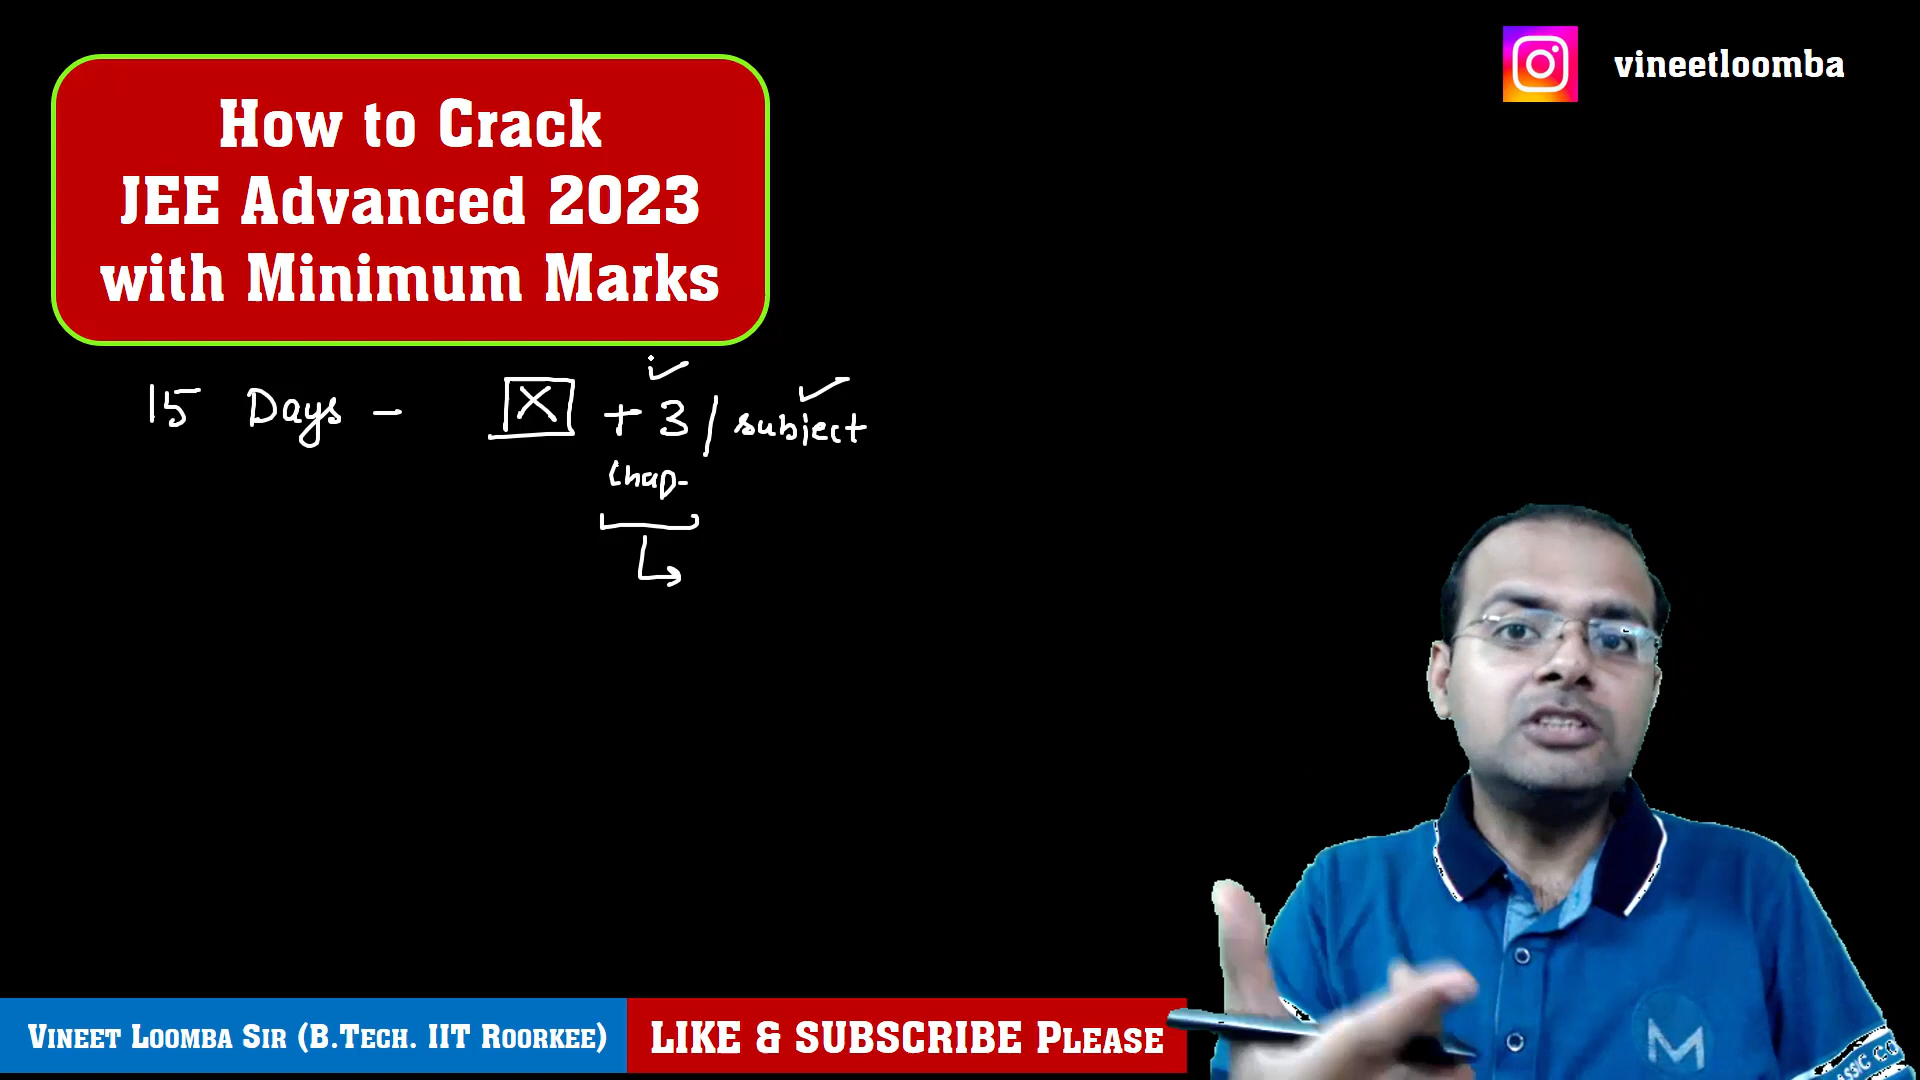 How to Crack
JEE Advanced 2023
with Minimum Marks
vineetloomba
15 Days - X + 3 / subject
Chap-
VINEET LOOMBA SIR (B.TECH. IIT ROORKEE)
LIKE & SUBSCRIBE PLEASE
M